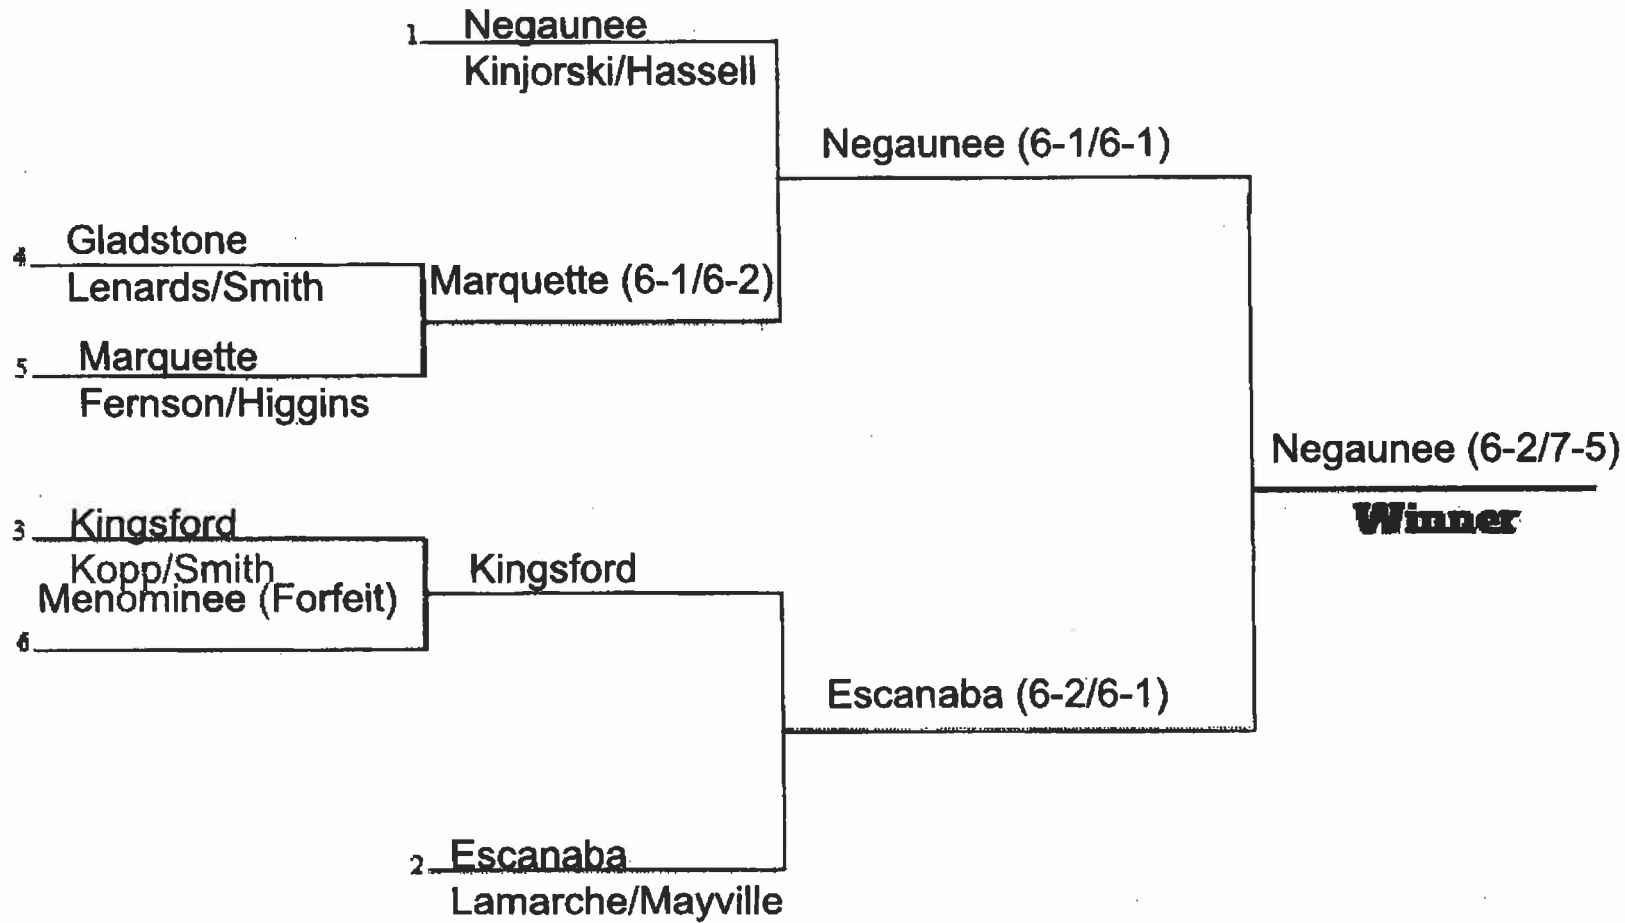 1 Negaunee
Kinjorski/Hassell
Negaunee (6-1/6-1)
4 Gladstone
Lenards/Smith
Marquette (6-1/6-2)
5 Marquette
Fernson/Higgins
Negaunee (6-2/7-5)
Winner
3 Kingsford
Kopp/Smith
Kingsford
Menominee (Forfeit)
6
Escanaba (6-2/6-1)
2 Escanaba
Lamarche/Mayville